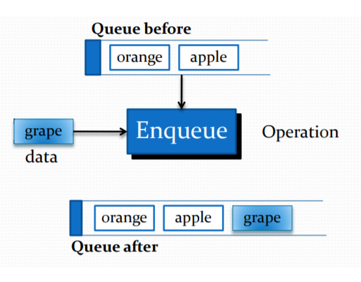 Queue before
orange apple
grape
data
Enqueue
Operation
orange apple grape
Queue after